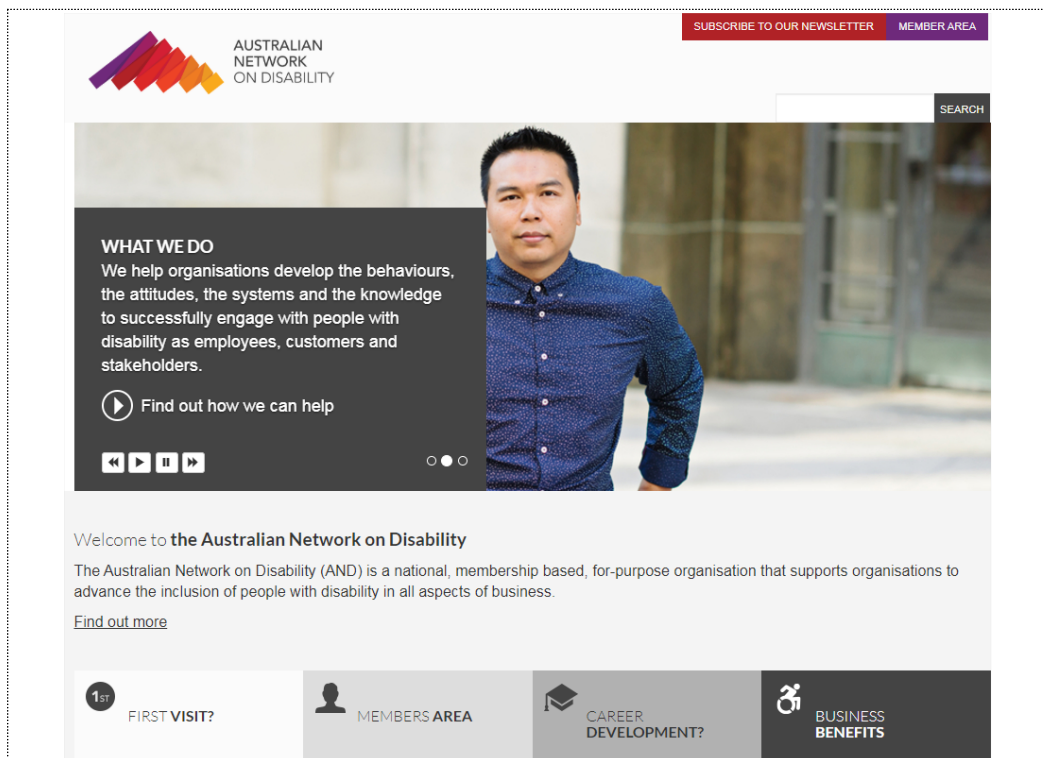 SUBSCRIBE TO OUR NEWSLETTER
MEMBER AREA
AUSTRALIAN
NETWORK
ON DISABILITY
SEARCH
WHAT WE DO
We help organisations develop the behaviours,
the attitudes, the systems and the knowledge
to successfully engage with people with
disability as employees, customers and
stakeholders.
Find out how we can help
Welcome to the Australian Network on Disability
The Australian Network on Disability (AND) is a national, membership based, for-purpose organisation that supports organisations to
advance the inclusion of people with disability in all aspects of business.
Find out more
1ST
FIRST VISIT?
MEMBERS AREA
CAREER
DEVELOPMENT?
BUSINESS
BENEFITS